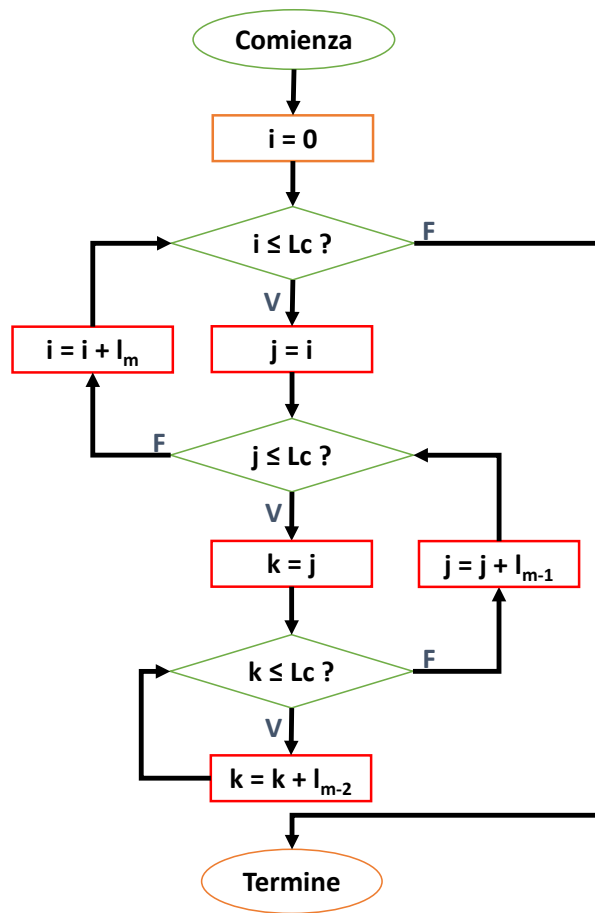 Comienza
i = 0
i ≤ Lc ?
F
V
i = i + lₘ
j = i
F
j ≤ Lc ?
V
k = j
j = j + lₘ₋₁
k ≤ Lc ?
F
V
k = k + lₘ₋₂
Termine